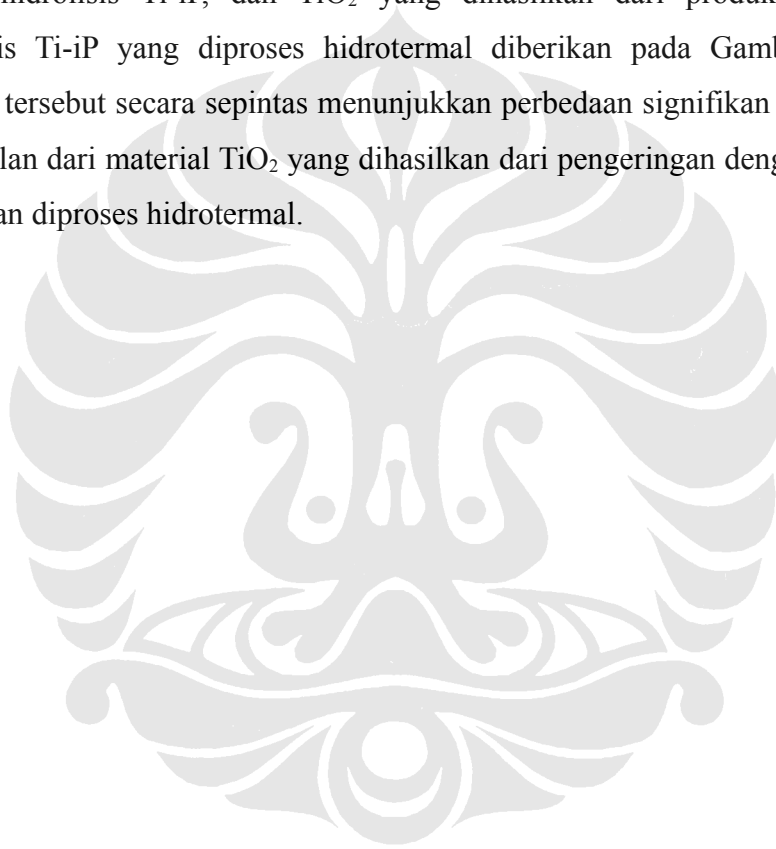 hidrolisis Ti-iP, dan TiO₂ yang dihasilkan dari produk
is Ti-iP yang diproses hidrotermal diberikan pada Gamb
tersebut secara sepintas menunjukkan perbedaan signifikan
lan dari material TiO₂ yang dihasilkan dari pengeringan deng
an diproses hidrotermal.